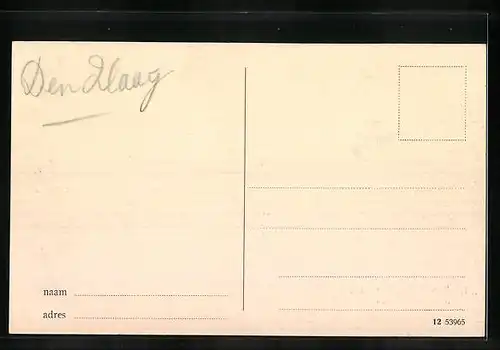 Den Haag
naam
adres
12 53965